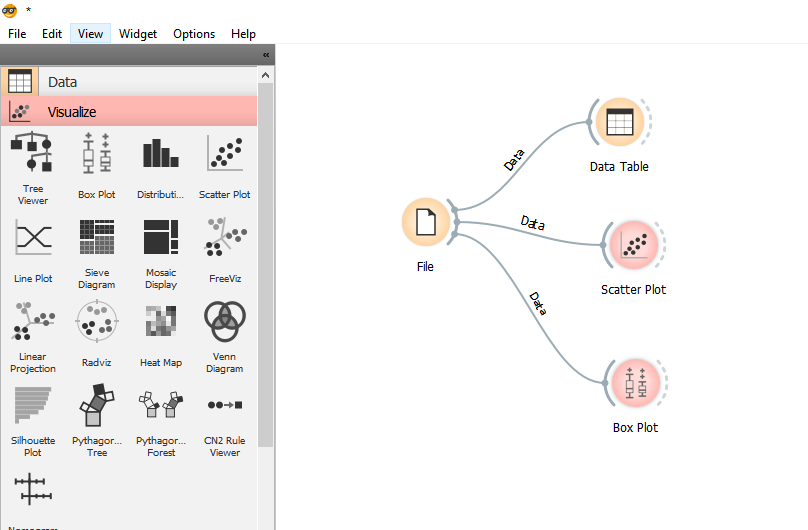 *
File Edit View Widget Options Help
«
Data
Visualize
Tree
Viewer
Box Plot
Distributi...
Scatter Plot
Line Plot
Sieve
Diagram
Mosaic
Display
FreeViz
Linear
Projection
Radviz
Heat Map
Venn
Diagram
Silhouette
Plot
Pythagor...
Tree
Pythagor...
Forest
CN2 Rule
Viewer
Data
Data Table
Data
File
Scatter Plot
Data
Box Plot